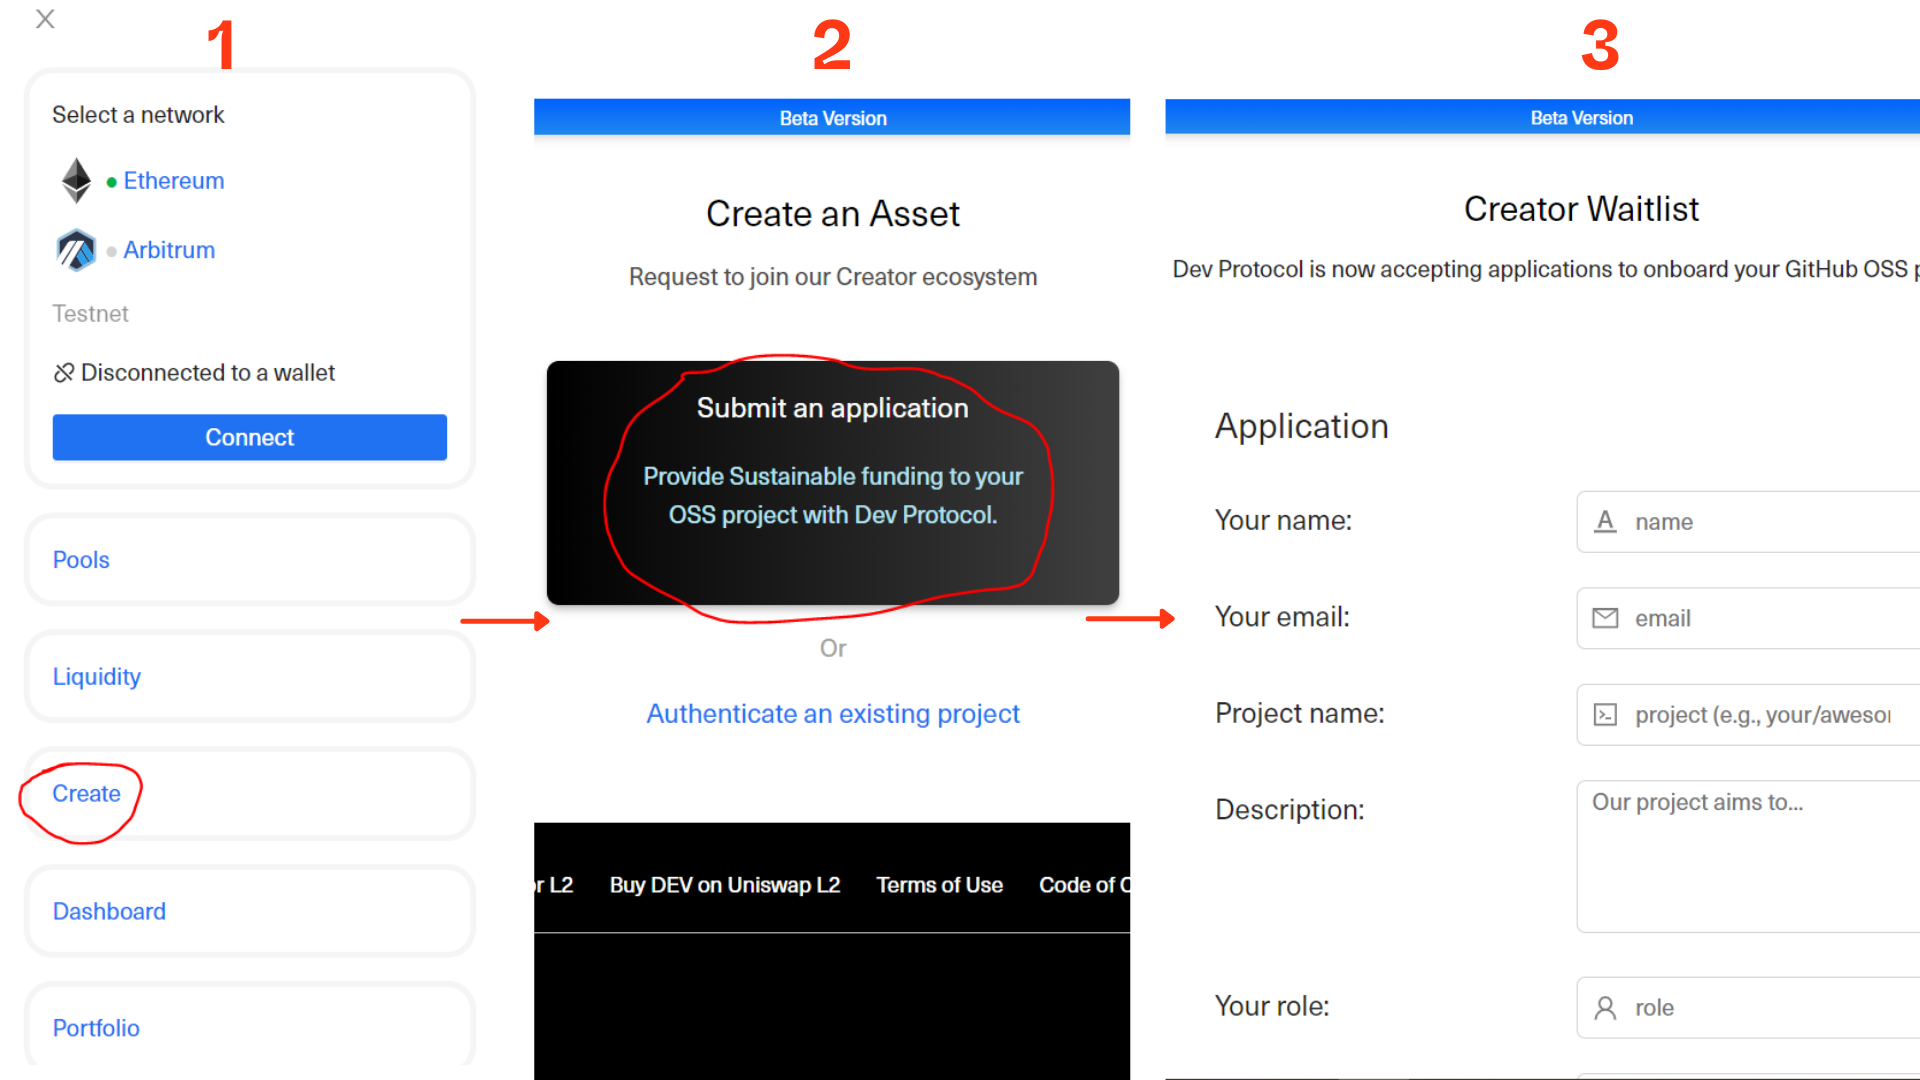 1
Select a network
Ethereum
Arbitrum
Testnet
Disconnected to a wallet
Connect
Pools
Liquidity
Create
Dashboard
Portfolio
2
Beta Version
Create an Asset
Request to join our Creator ecosystem
Submit an application
Provide Sustainable funding to your
OSS project with Dev Protocol.
Or
Authenticate an existing project
r L2 Buy DEV on Uniswap L2 Terms of Use Code of
3
Beta Version
Creator Waitlist
Dev Protocol is now accepting applications to onboard your GitHub OSS
Application
Your name: name
Your email: email
Project name: project (e.g., your/aweso
Description: Our project aims to...
Your role: role